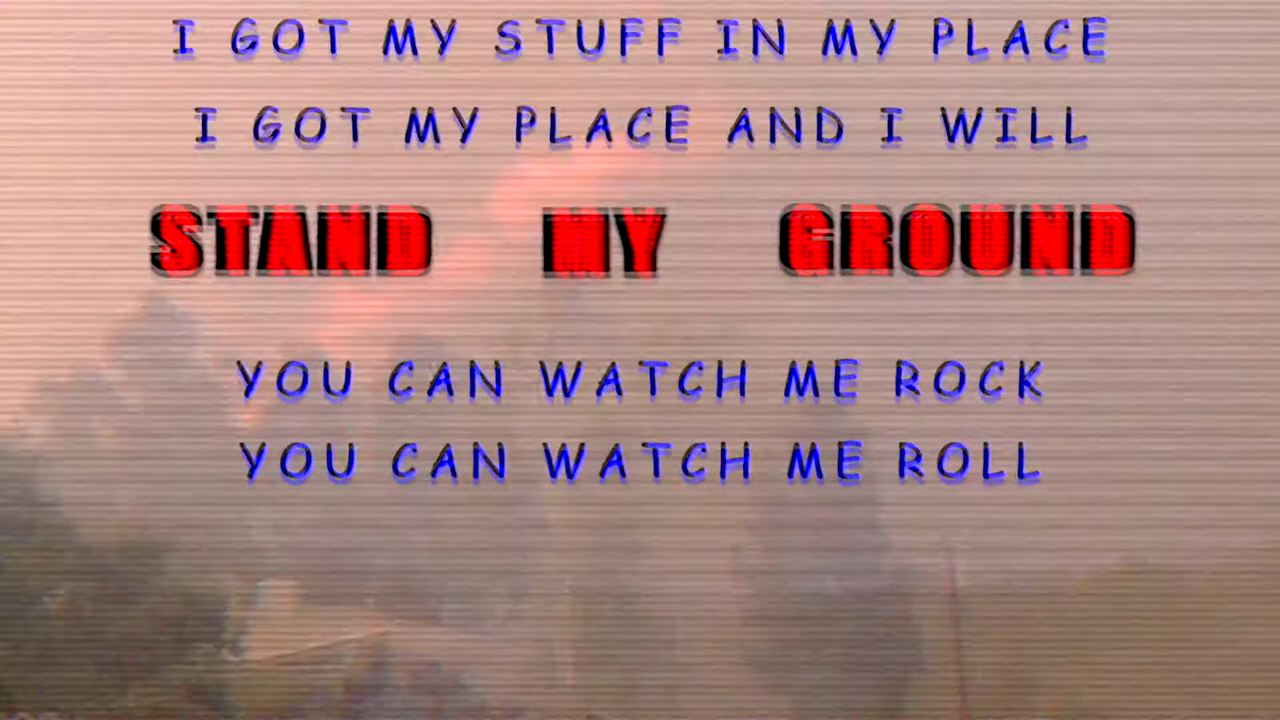 I GOT MY STUFF IN MY PLACE
I GOT MY PLACE AND I WILL
STAND MY GROUND
YOU CAN WATCH ME ROCK
YOU CAN WATCH ME ROLL